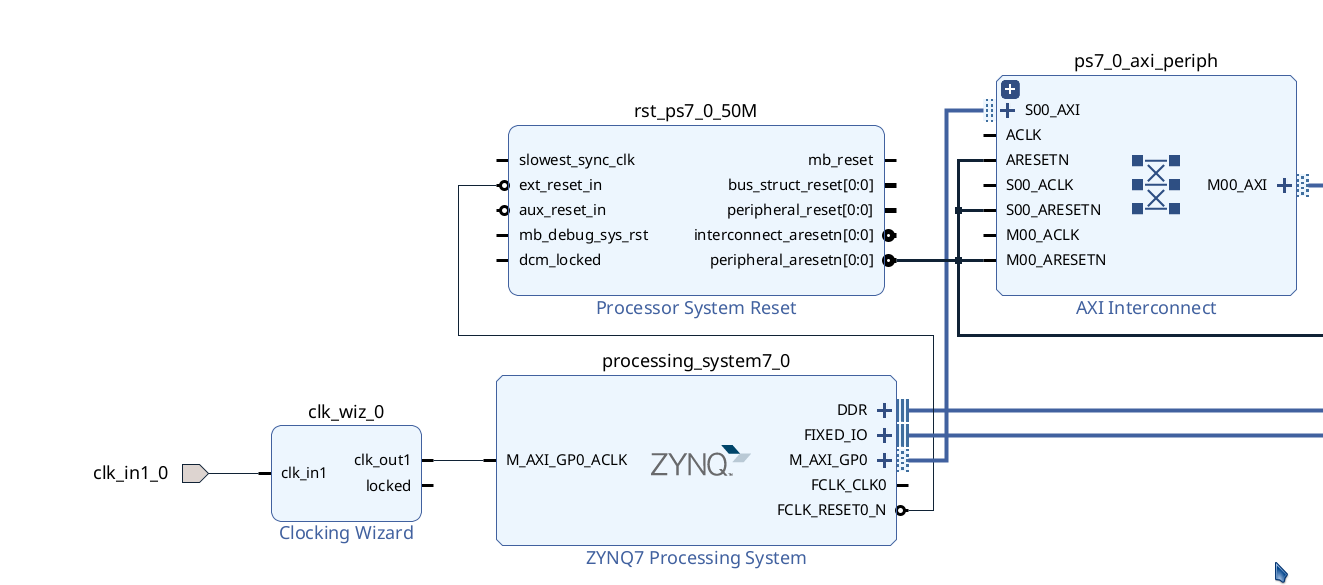 ps7_0_axi_periph
S00_AXI
ACLK
ARESETN
S00_ACLK
S00_ARESETN
M00_ACLK
M00_ARESETN
M00_AXI
AXI Interconnect
rst_ps7_0_50M
slowest_sync_clk
ext_reset_in
aux_reset_in
mb_debug_sys_rst
dcm_locked
mb_reset
bus_struct_reset[0:0]
peripheral_reset[0:0]
interconnect_aresetn[0:0]
peripheral_aresetn[0:0]
Processor System Reset
processing_system7_0
M_AXI_GP0_ACLK
ZYNQ
DDR
FIXED_IO
M_AXI_GP0
FCLK_CLK0
FCLK_RESET0_N
ZYNQ7 Processing System
clk_wiz_0
clk_in1_0
clk_in1
clk_out1
locked
Clocking Wizard